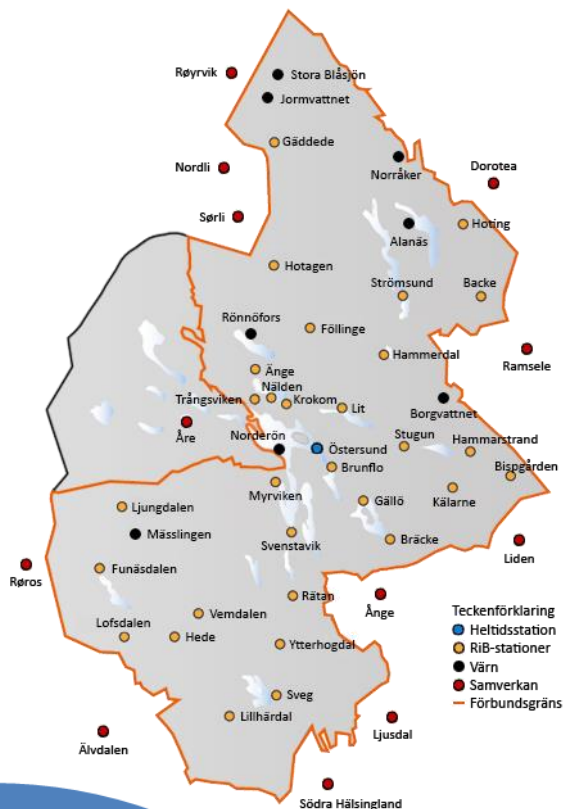 Røyrvik
Stora Blåsjön
Jormvattnet
Gäddede
Norråker
Nordli
Dorotea
Sørli
Alanäs
Hoting
Hotagen
Strömsund
Backe
Rönnöfors
Föllinge
Hammerdal
Ramsele
Änge
Nälden
Trångsviken
Krokom
Lit
Borgvattnet
Åre
Norderön
Östersund
Stugun
Hammarstrand
Brunflo
Bispgården
Myrviken
Gällö
Kälarne
Ljungdalen
Mässlingen
Svenstavik
Bräcke
Liden
Røros
Funäsdalen
Rätan
Ånge
Teckenförklaring
Heltidsstation
RiB-stationer
Värn
Samverkan
Förbundsgräns
Vemdalen
Lofsdalen
Hede
Ytterhogdal
Sveg
Lillhärdal
Ljusdal
Älvdalen
Södra Hälsingland